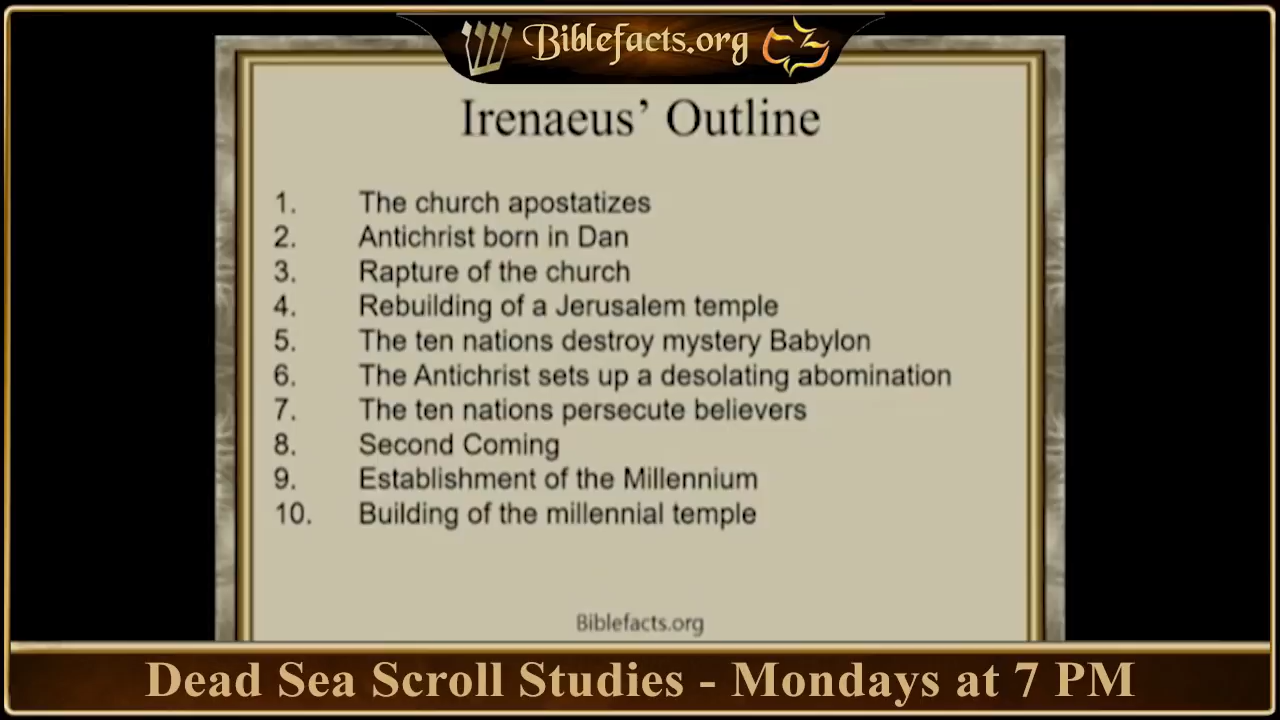 Biblefacts.org
Irenaeus' Outline
1. The church apostatizes
2. Antichrist born in Dan
3. Rapture of the church
4. Rebuilding of a Jerusalem temple
5. The ten nations destroy mystery Babylon
6. The Antichrist sets up a desolating abomination
7. The ten nations persecute believers
8. Second Coming
9. Establishment of the Millennium
10. Building of the millennial temple
Biblefacts.org
Dead Sea Scroll Studies - Mondays at 7 PM